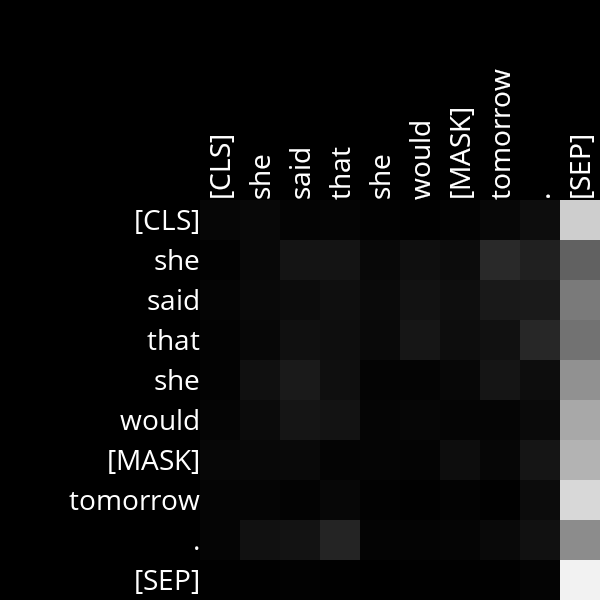 [CLS] she said that she would [MASK] tomorrow . [SEP]
[CLS]
she
said
that
she
would
[MASK]
tomorrow
.
[SEP]